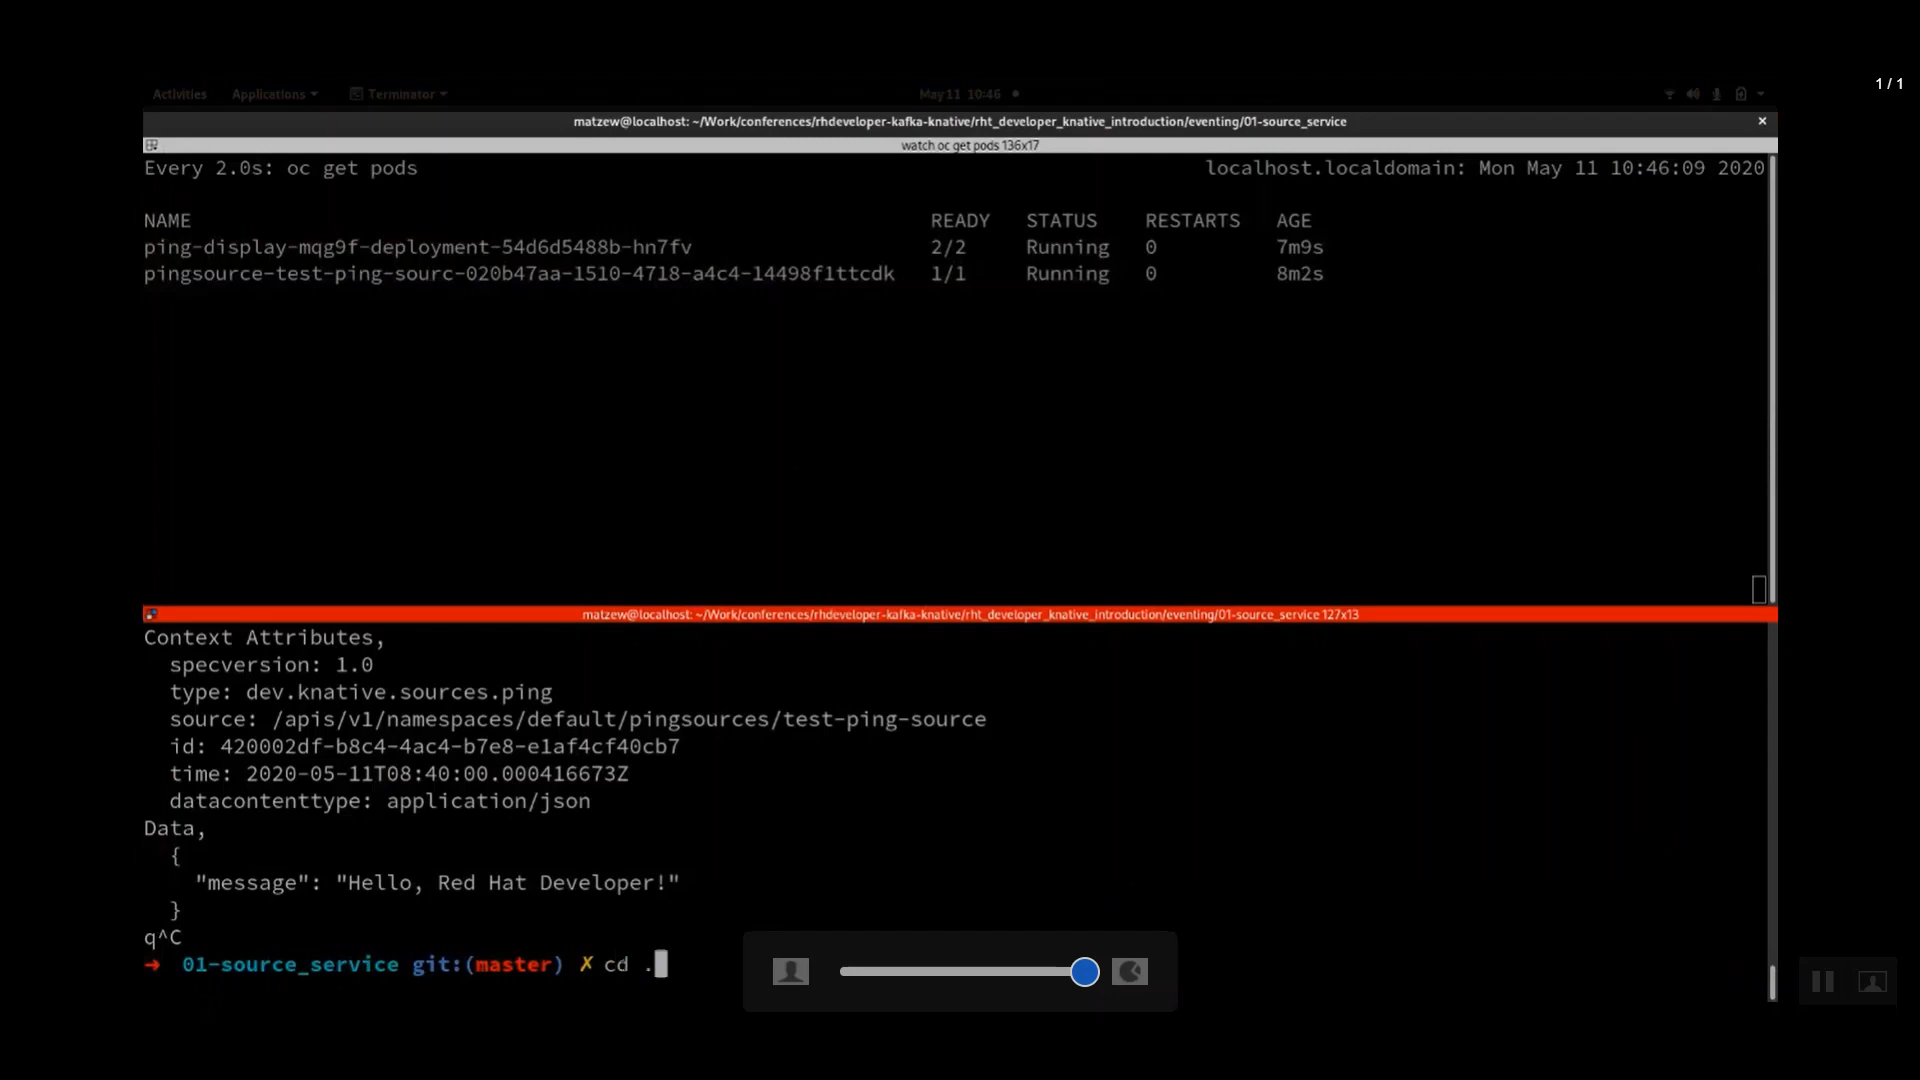 1 / 1
Activities Applications Terminator May 11 10:46
matzew@localhost: ~/Work/conferences/rhdeveloper-kafka-knative/rht_developer_knative_introduction/eventing/01-source_service
watch oc get pods 136x17
Every 2.0s: oc get pods localhost.localdomain: Mon May 11 10:46:09 2020
NAME READY STATUS RESTARTS AGE
ping-display-mqg9f-deployment-54d6d5488b-hn7fv 2/2 Running 0 7m9s
pingsource-test-ping-sourc-020b47aa-1510-4718-a4c4-14498f1ttcdk 1/1 Running 0 8m2s
matzew@localhost: ~/Work/conferences/rhdeveloper-kafka-knative/rht_developer_knative_introduction/eventing/01-source_service 127x13
Context Attributes,
specversion: 1.0
type: dev.knative.sources.ping
source: /apis/v1/namespaces/default/pingsources/test-ping-source
id: 420002df-b8c4-4ac4-b7e8-e1af4cf40cb7
time: 2020-05-11T08:40:00.000416673Z
datacontenttype: application/json
Data,
{
"message": "Hello, Red Hat Developer!"
}
q^C
➜ 01-source_service git:(master) ✗ cd .